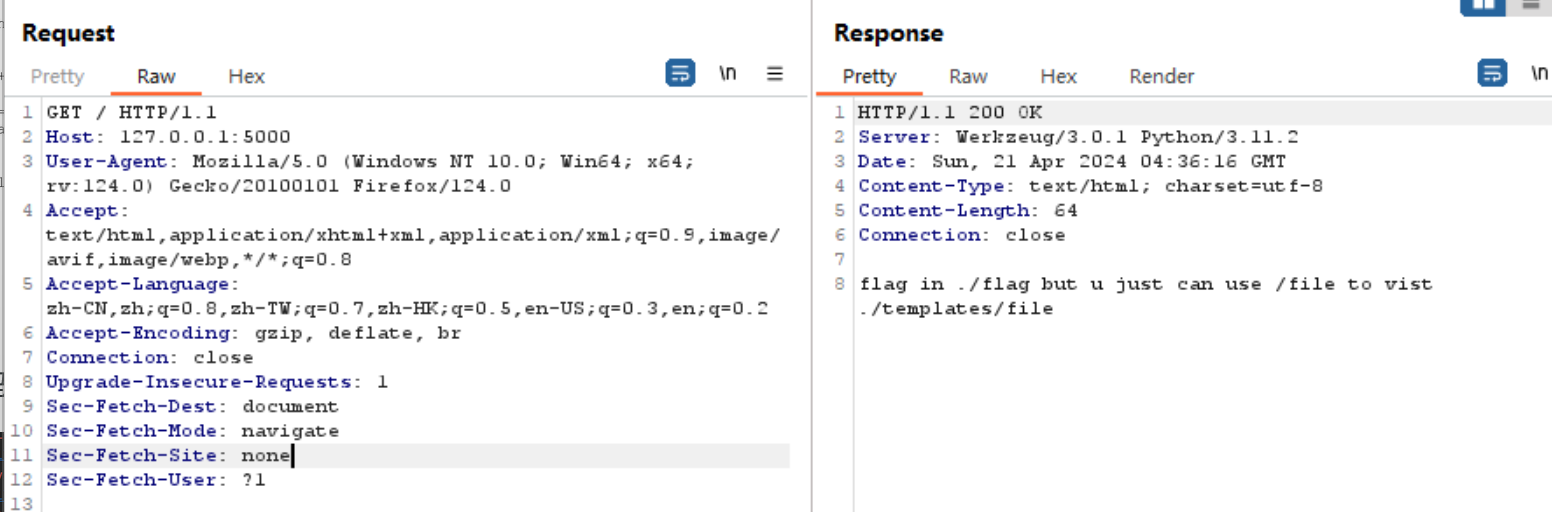 Request
Response
Pretty Raw Hex \n
Pretty Raw Hex Render \n
1 GET / HTTP/1.1
2 Host: 127.0.0.1:5000
3 User-Agent: Mozilla/5.0 (Windows NT 10.0; Win64; x64;
rv:124.0) Gecko/20100101 Firefox/124.0
4 Accept:
text/html,application/xhtml+xml,application/xml;q=0.9,image/
avif,image/webp,*/*;q=0.8
5 Accept-Language:
zh-CN,zh;q=0.8,zh-TW;q=0.7,zh-HK;q=0.5,en-US;q=0.3,en;q=0.2
6 Accept-Encoding: gzip, deflate, br
7 Connection: close
8 Upgrade-Insecure-Requests: 1
9 Sec-Fetch-Dest: document
10 Sec-Fetch-Mode: navigate
11 Sec-Fetch-Site: none
12 Sec-Fetch-User: ?1
13
1 HTTP/1.1 200 OK
2 Server: Werkzeug/3.0.1 Python/3.11.2
3 Date: Sun, 21 Apr 2024 04:36:16 GMT
4 Content-Type: text/html; charset=utf-8
5 Content-Length: 64
6 Connection: close
7
8 flag in ./flag but u just can use /file to vist
./templates/file